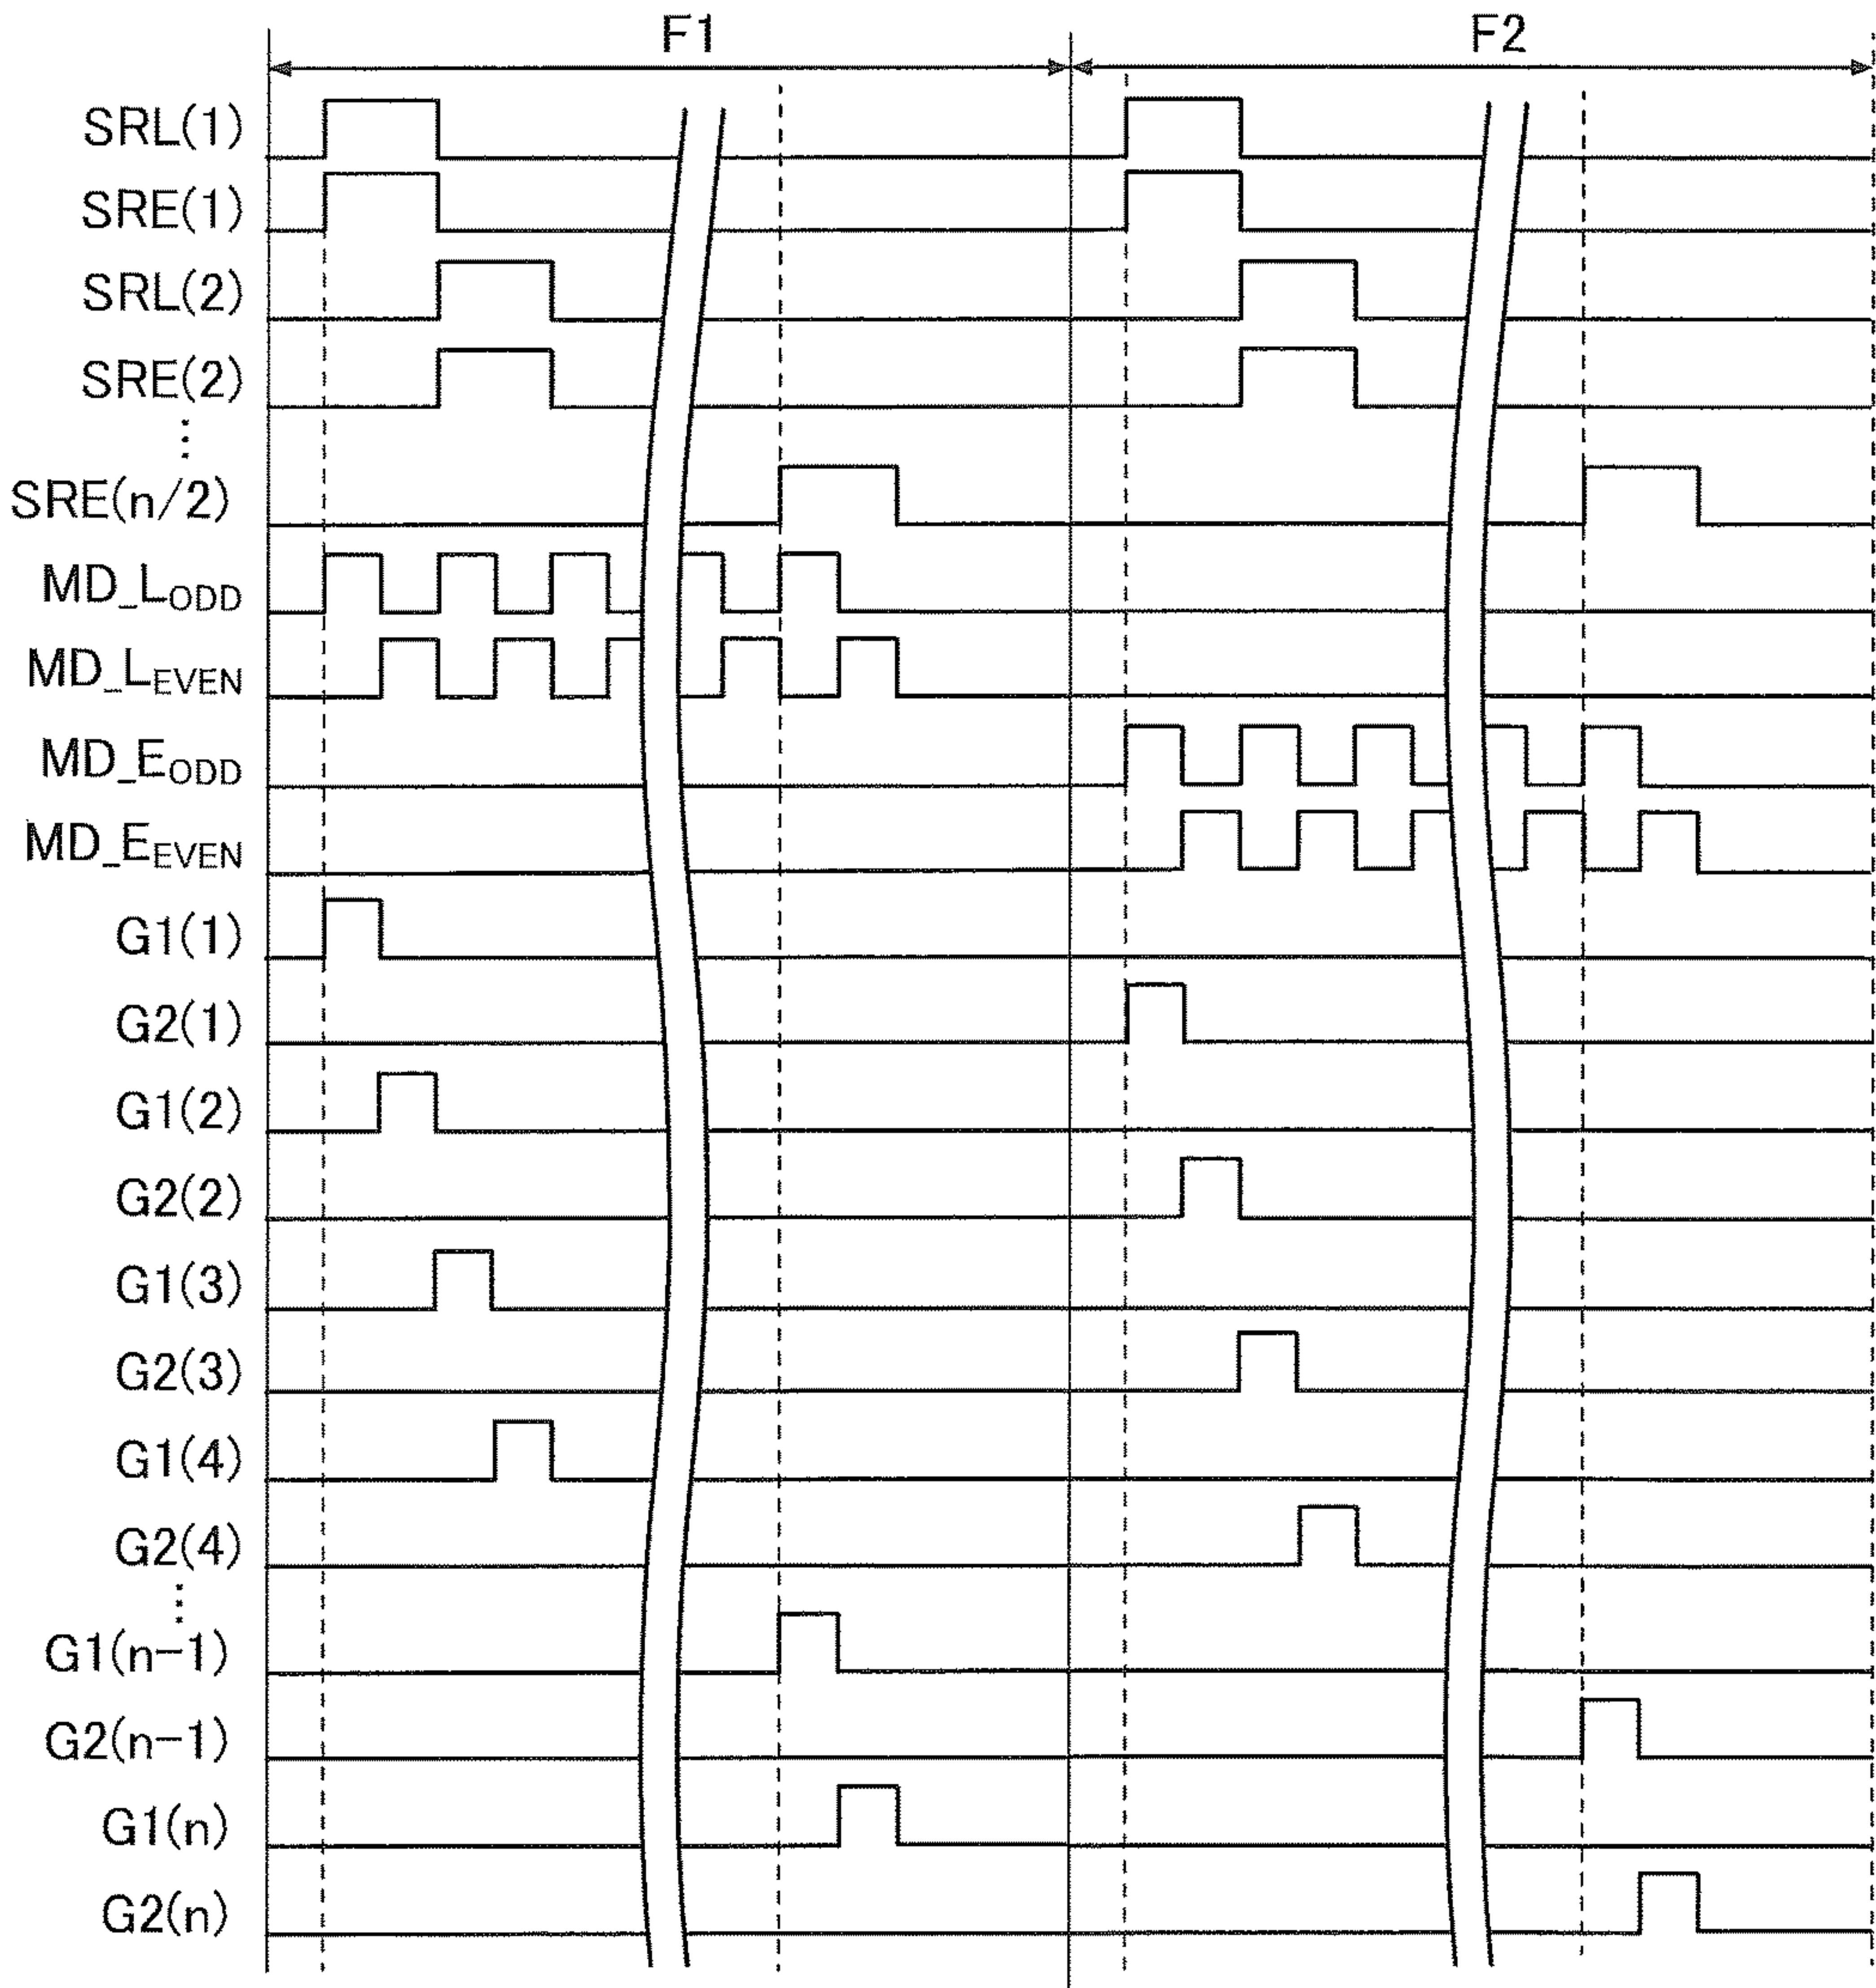 F1 F2
SRL(1)
SRE(1)
SRL(2)
SRE(2)
⋮
SRE(n/2)
MD_LODD
MD_LEVEN
MD_EODD
MD_EEVEN
G1(1)
G2(1)
G1(2)
G2(2)
G1(3)
G2(3)
G1(4)
G2(4)
⋮
G1(n−1)
G2(n−1)
G1(n)
G2(n)